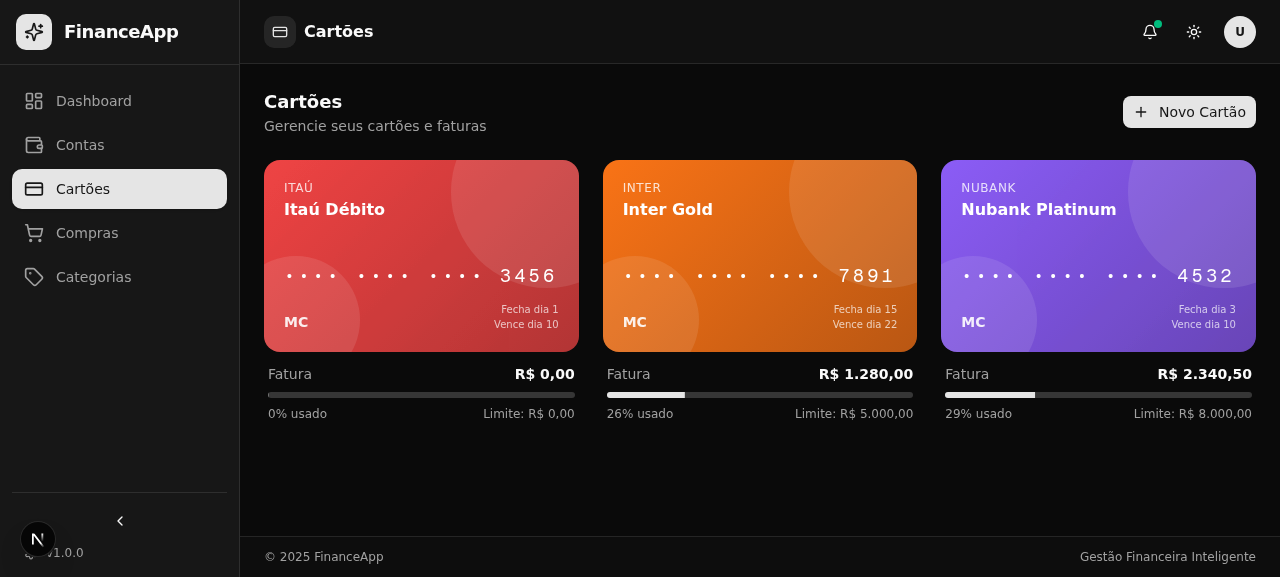 FinanceApp
Dashboard
Contas
Cartões
Compras
Categorias
v1.0.0
Cartões
U
Cartões
Gerencie seus cartões e faturas
Novo Cartão
ITAÚ
Itaú Débito
•••• •••• •••• 3456
MC
Fecha dia 1
Vence dia 10
Fatura R$ 0,00
0% usado Limite: R$ 0,00
INTER
Inter Gold
•••• •••• •••• 7891
MC
Fecha dia 15
Vence dia 22
Fatura R$ 1.280,00
26% usado Limite: R$ 5.000,00
NUBANK
Nubank Platinum
•••• •••• •••• 4532
MC
Fecha dia 3
Vence dia 10
Fatura R$ 2.340,50
29% usado Limite: R$ 8.000,00
© 2025 FinanceApp
Gestão Financeira Inteligente